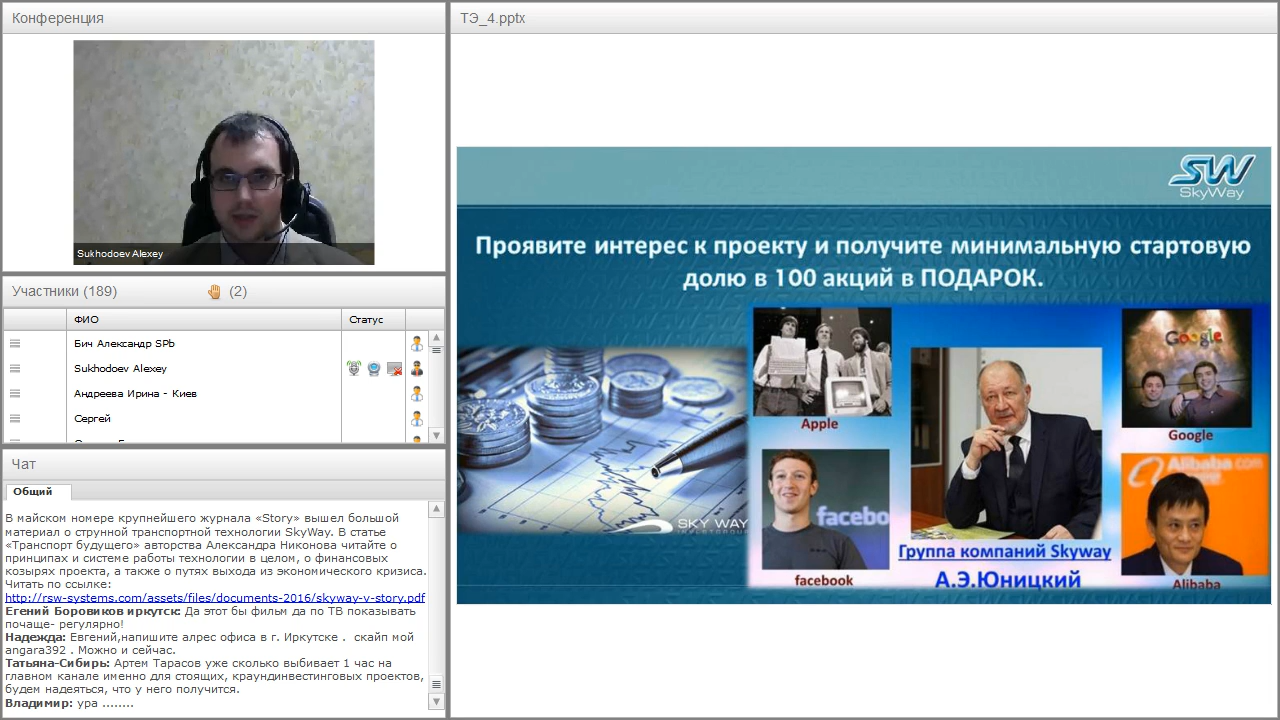 Конференция
Sukhodoev Alexey
Участники (189)
(2)
ФИО
Статус
Бич Александр SPb
Sukhodoev Alexey
Андреева Ирина - Киев
Сергей
Чат
Общий
В майском номере крупнейшего журнала «Story» вышел большой
материал о струнной транспортной технологии SkyWay. В статье
«Транспорт будущего» авторства Александра Никонова читайте о
принципах и системе работы технологии в целом, о финансовых
козырях проекта, а также о путях выхода из экономического кризиса.
Читать по ссылке:
http://rsw-systems.com/assets/files/documents-2016/skyway-v-story.pdf
Егений Боровиков иркутск: Да этот бы фильм да по ТВ показывать
почаще- регулярно!
Надежда: Евгений,напишите алрес офиса в г. Иркутске . скайп мой
angara392 . Можно и сейчас.
Татьяна-Сибирь: Артем Тарасов уже сколько выбивает 1 час на
главном канале именно для стоящих, краундинвестинговых проектов,
будем надеяться, что у него получится.
Владимир: ура ........
ТЭ_4.pptx
SW
SkyWay
Проявите интерес к проекту и получите минимальную стартовую
долю в 100 акций в ПОДАРОК.
SKY WAY
Apple
facebo
facebook
Группа компаний Skyway
А.Э.Юницкий
Google
Google
Alibaba.com
Alibaba